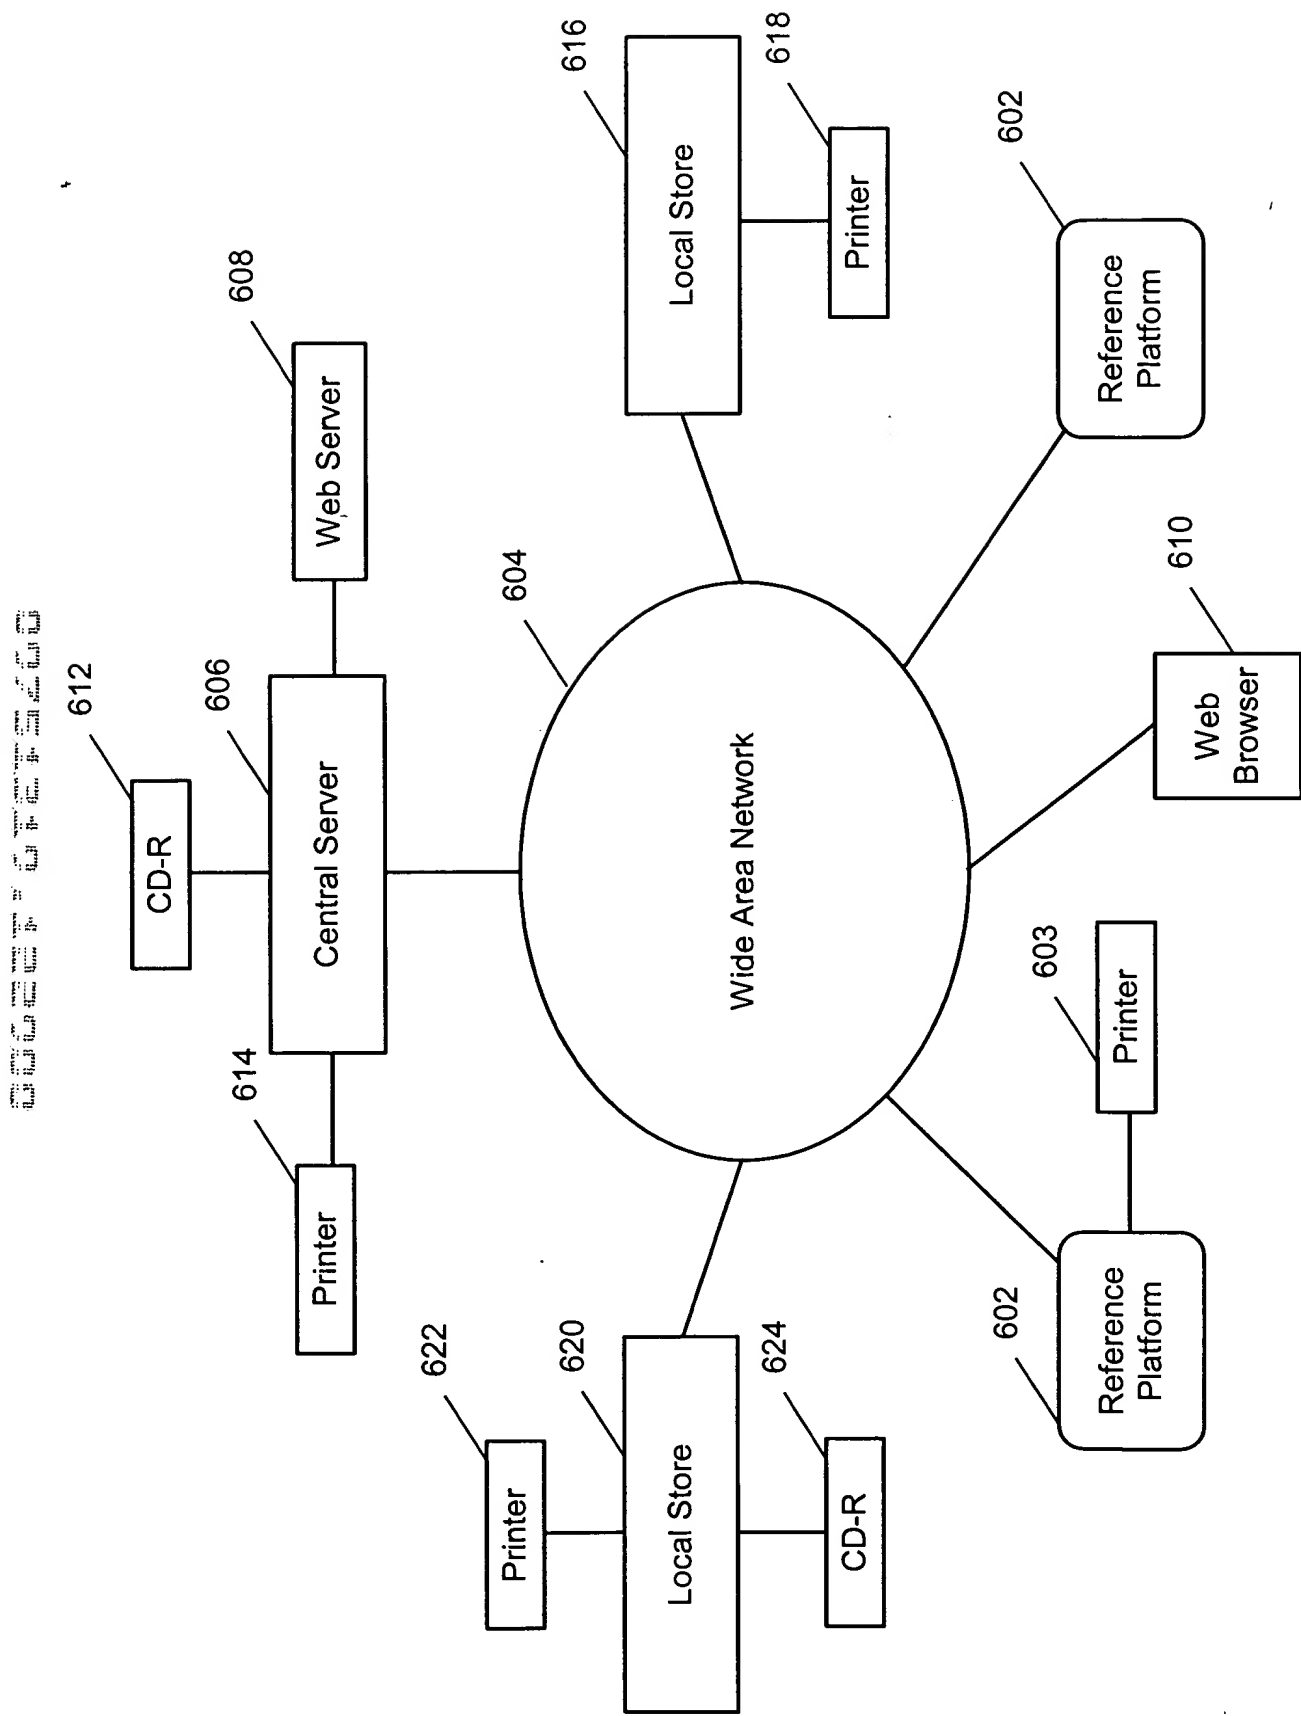 612
CD-R
606
608
614
Printer
Central Server
Web Server
604
622
Printer
616
620
Local Store
Wide Area Network
Local Store
624
618
CD-R
Printer
602
603
602
Reference
Platform
Printer
610
Reference
Platform
Web
Browser